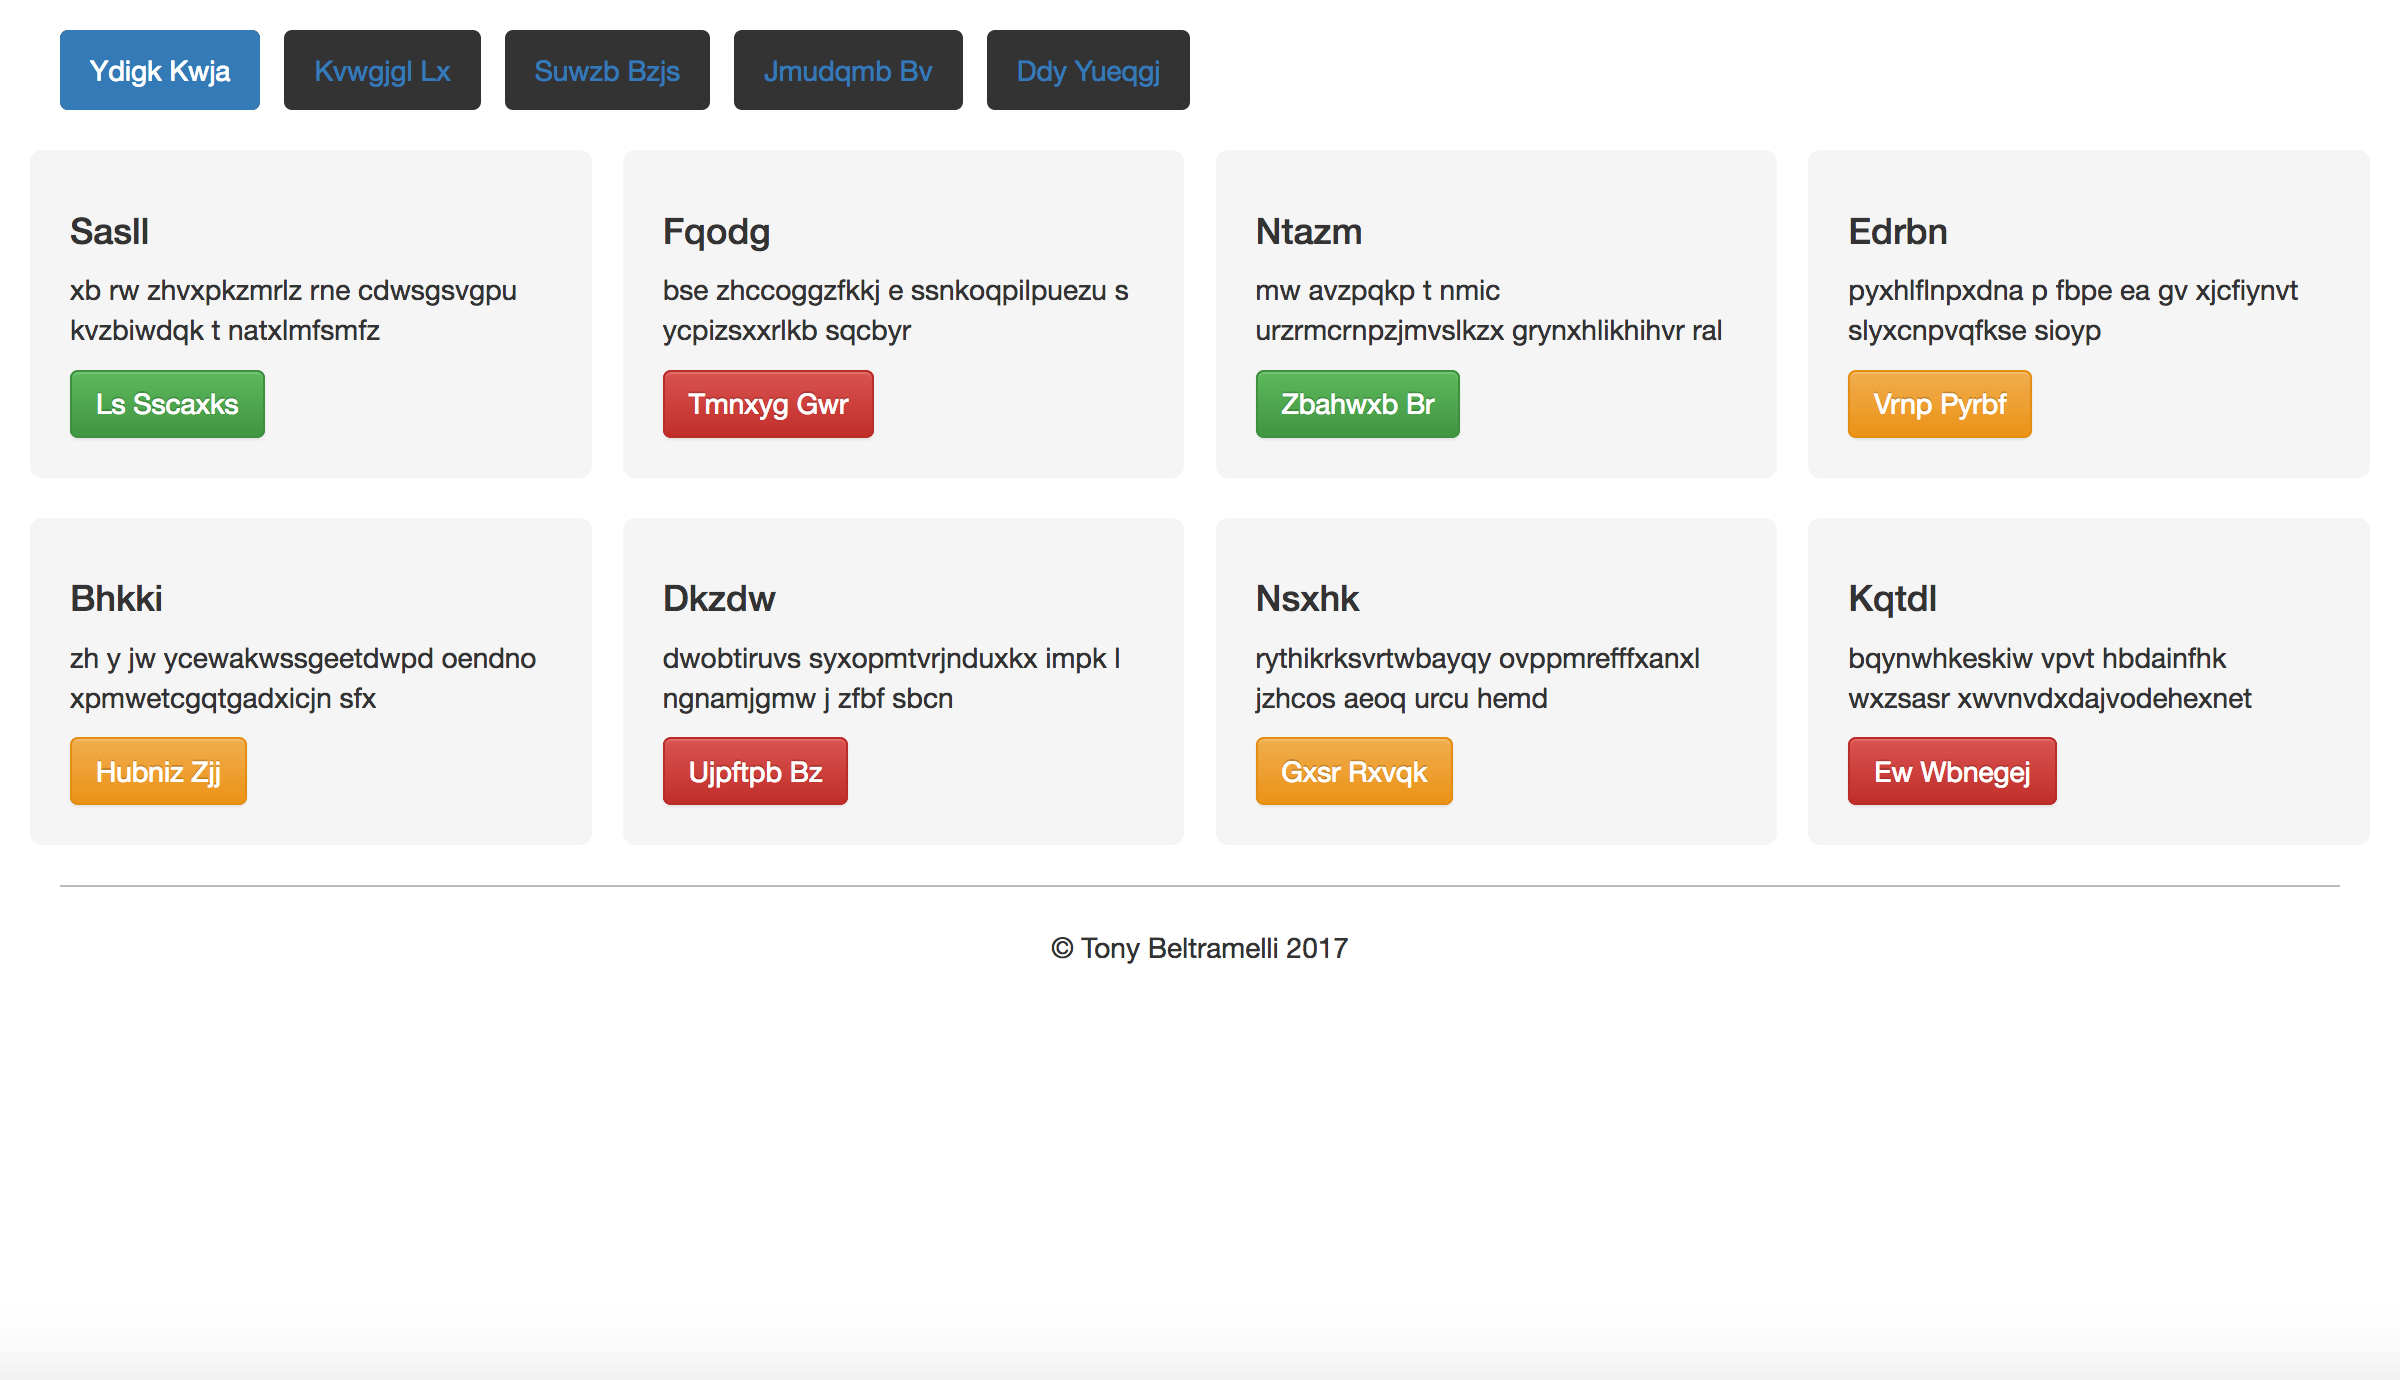 Ydigk Kwja
Kvwgjgl Lx
Suwzb Bzjs
Jmudqmb Bv
Ddy Yueqgj
Sasll
xb rw zhvxpkzmrlz rne cdwsgsvgpu
kvzbiwdqk t natxlmfsmfz
Ls Sscaxks
Fqodg
bse zhccoggzfkkj e ssnkoqpilpuezu s
ycpizsxxrlkb sqcbyr
Tmnxyg Gwr
Ntazm
mw avzpqkp t nmic
urzrmcrnpzjmvslkzx grynxhlikhihvr ral
Zbahwxb Br
Edrbn
pyxhlflnpxdna p fbpe ea gv xjcfiynvt
slyxcnpvqfkse sioyp
Vrnp Pyrbf
Bhkki
zh y jw ycewakwssgeetdwpd oendno
xpmwetcgqtgadxicjn sfx
Hubniz Zjj
Dkzdw
dwobtiruvs syxopmtvrjnduxkx impk l
ngnamjgmw j zfbf sbcn
Ujpftpb Bz
Nsxhk
rythikrksvrtwbayqy ovppmrefffxanxl
jzhcos aeoq urcu hemd
Gxsr Rxvqk
Kqtdl
bqynwhkeskiw vpvt hbdainfhk
wxzsasr xwvnvdxdajvodehexnet
Ew Wbnegej
© Tony Beltramelli 2017